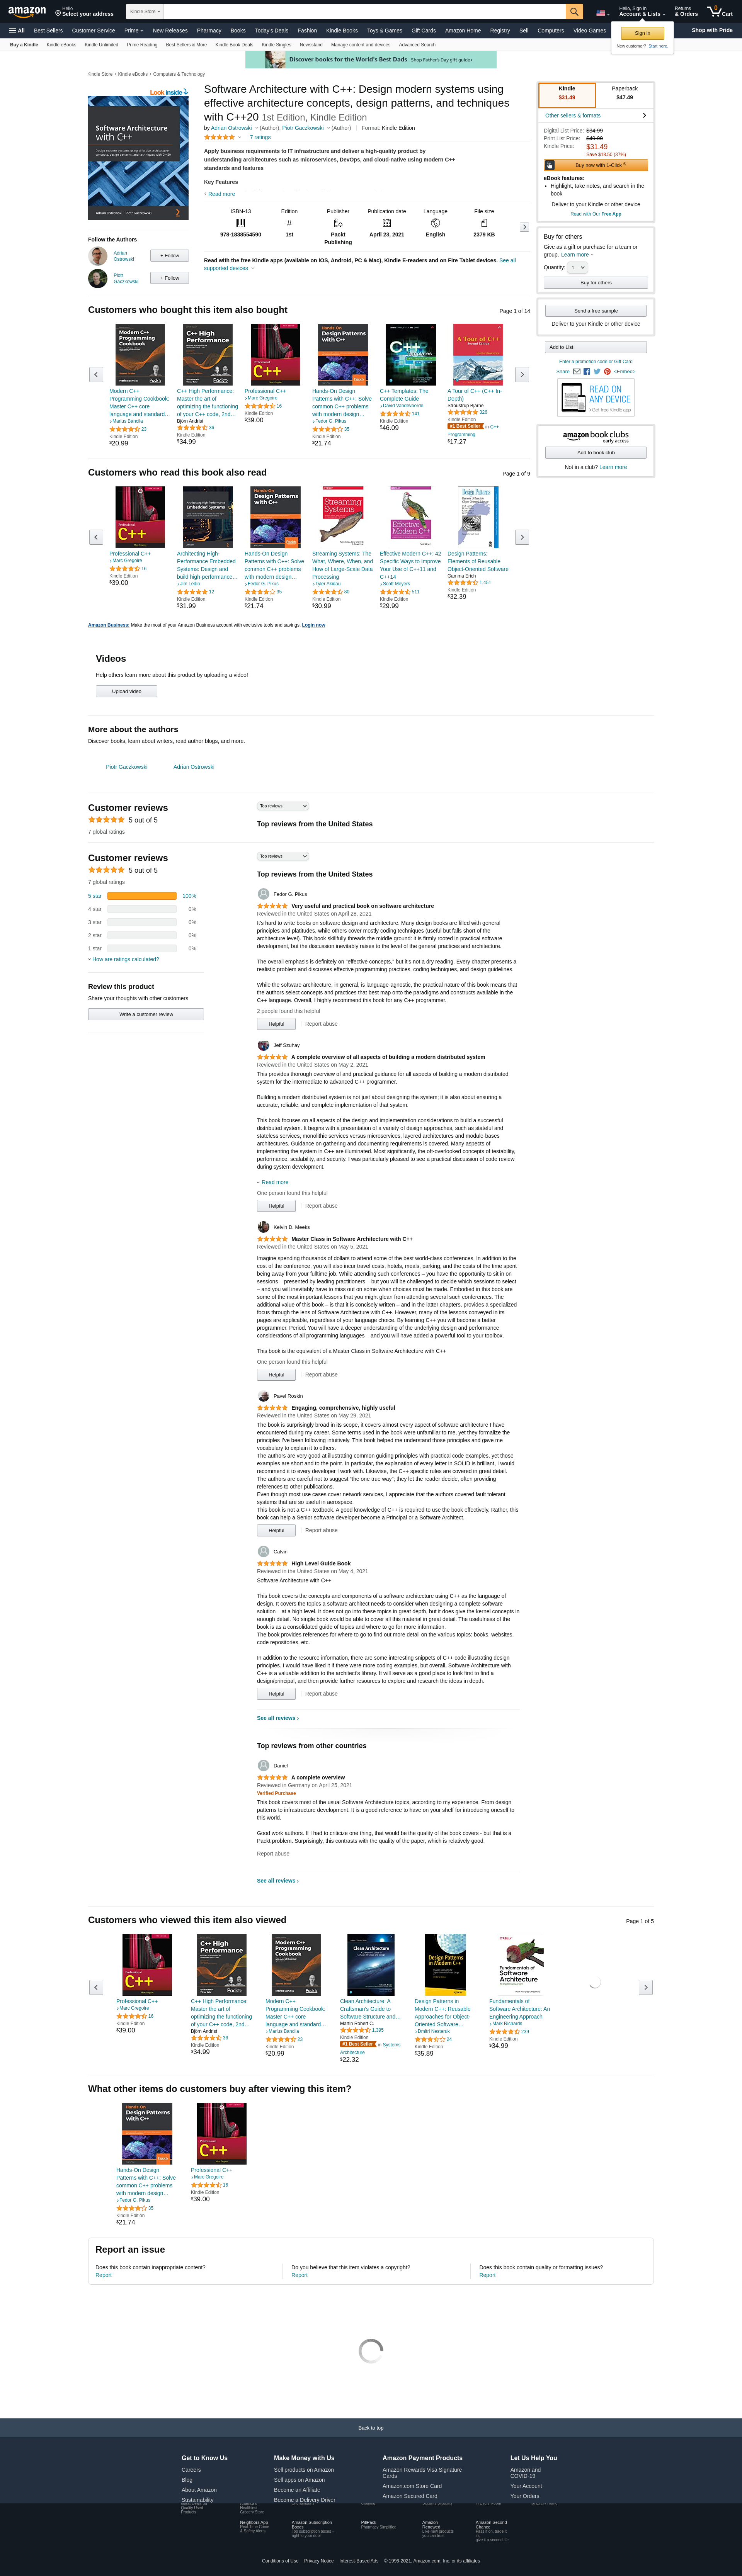 amazon
Hello
Select your address
Kindle Store
Hello, Sign in
Account & Lists
Returns
& Orders
0
Cart
All
Best Sellers
Customer Service
Prime
New Releases
Pharmacy
Books
Today's Deals
Fashion
Kindle Books
Toys & Games
Gift Cards
Amazon Home
Registry
Sell
Computers
Video Games
Shop with Pride
Sign in
New customer? Start here.
Buy a Kindle
Kindle eBooks
Kindle Unlimited
Prime Reading
Best Sellers & More
Kindle Book Deals
Kindle Singles
Newsstand
Manage content and devices
Advanced Search
Discover books for the World's Best Dads Shop Father's Day gift guide
Kindle Store › Kindle eBooks › Computers & Technology
Look inside
Software Architecture
with C++
Adrian Ostrowski | Piotr Gaczkowski
Follow the Authors
Adrian
Ostrowski
+ Follow
Piotr
Gaczkowski
+ Follow
Software Architecture with C++: Design modern systems using
effective architecture concepts, design patterns, and techniques
with C++20 1st Edition, Kindle Edition
by Adrian Ostrowski (Author), Piotr Gaczkowski (Author) Format: Kindle Edition
7 ratings
Apply business requirements to IT infrastructure and deliver a high-quality product by
understanding architectures such as microservices, DevOps, and cloud-native using modern C++
standards and features
Key Features
Read more
ISBN-13
978-1838554590
Edition
1st
Publisher
Packt
Publishing
Publication date
April 23, 2021
Language
English
File size
2379 KB
Read with the free Kindle apps (available on iOS, Android, PC & Mac), Kindle E-readers and on Fire Tablet devices. See all
supported devices
Kindle
$31.49
Paperback
$47.49
Other sellers & formats
Digital List Price: $34.99
Print List Price: $49.99
Kindle Price: $31.49
Save $18.50 (37%)
Buy now with 1-Click ®
eBook features:
• Highlight, take notes, and search in the
book
Deliver to your Kindle or other device
Read with Our Free App
Buy for others
Give as a gift or purchase for a team or
group. Learn more
Quantity: 1
Buy for others
Send a free sample
Deliver to your Kindle or other device
Add to List
Enter a promotion code or Gift Card
Share <Embed>
READ ON
ANY DEVICE
Get free Kindle app
amazon book clubs
early access
Add to book club
Not in a club? Learn more
Customers who bought this item also bought
Page 1 of 14
Modern C++
Programming Cookbook:
Master C++ core
language and standard…
Marius Bancila
23
Kindle Edition
$20.99
C++ High Performance:
Master the art of
optimizing the functioning
of your C++ code, 2nd…
Björn Andrist
36
Kindle Edition
$34.99
Professional C++
Marc Gregoire
16
Kindle Edition
$39.00
Hands-On Design
Patterns with C++: Solve
common C++ problems
with modern design…
Fedor G. Pikus
35
Kindle Edition
$21.74
C++ Templates: The
Complete Guide
David Vandevoorde
141
Kindle Edition
$46.09
A Tour of C++ (C++ In-
Depth)
Stroustrup Bjarne
326
Kindle Edition
#1 Best Seller in C++
Programming
$17.27
Customers who read this book also read
Page 1 of 9
Professional C++
Marc Gregoire
16
Kindle Edition
$39.00
Architecting High-
Performance Embedded
Systems: Design and
build high-performance…
Jim Ledin
12
Kindle Edition
$31.99
Hands-On Design
Patterns with C++: Solve
common C++ problems
with modern design…
Fedor G. Pikus
35
Kindle Edition
$21.74
Streaming Systems: The
What, Where, When, and
How of Large-Scale Data
Processing
Tyler Akidau
80
Kindle Edition
$30.99
Effective Modern C++: 42
Specific Ways to Improve
Your Use of C++11 and
C++14
Scott Meyers
511
Kindle Edition
$29.99
Design Patterns:
Elements of Reusable
Object-Oriented Software
Gamma Erich
1,451
Kindle Edition
$32.39
Amazon Business: Make the most of your Amazon Business account with exclusive tools and savings. Login now
Videos
Help others learn more about this product by uploading a video!
Upload video
More about the authors
Discover books, learn about writers, read author blogs, and more.
Piotr Gaczkowski
Adrian Ostrowski
Customer reviews
5 out of 5
7 global ratings
Top reviews
Top reviews from the United States
Customer reviews
5 out of 5
7 global ratings
5 star 100%
4 star 0%
3 star 0%
2 star 0%
1 star 0%
How are ratings calculated?
Review this product
Share your thoughts with other customers
Write a customer review
Top reviews
Top reviews from the United States
Fedor G. Pikus
Very useful and practical book on software architecture
Reviewed in the United States on April 28, 2021
It's hard to write books on software design and architecture. Many design books are filled with general
principles and platitudes, while others cover mostly coding techniques (useful but falls short of the
architecture level). This book skillfully threads the middle ground: it is firmly rooted in practical software
development, but unavoidably raises to the level of the design practices and architecture.
The overall emphasis is definitely on "effective concepts," but it's not a dry reading. Every chapter presents a
realistic problem and discusses effective programming practices, coding techniques, and design guidelines.
While the software architecture, in general, is language-agnostic, the practical nature of this book means that
the authors select concepts and practices that best map onto the paradigms and constructs available in the
C++ language. Overall, I highly recommend this book for any C++ programmer.
2 people found this helpful
Helpful
Report abuse
Jeff Szuhay
A complete overview of all aspects of building a modern distributed system
Reviewed in the United States on May 2, 2021
This provides thorough overview of and practical guidance for all aspects of building a modern distributed
system for the intermediate to advanced C++ programmer.
Building a modern distributed system is not just about designing the system; it is also about ensuring an
accurate, reliable, and complete implementation of that system.
This book focuses on all aspects of the design and implementation considerations to build a successful
distributed system. It begins with a presentation of a variety of design aspects, such as stateful and
stateless services, monolithic services versus microservices, layered architectures and module-bases
architectures. Guidance on gathering and documenting requirements is covered. Many aspects of
interwoven systems in C++ are illuminated. Most significantly, the oft-overlooked concepts of testability,
performance, scalability, and security. I was particularly drawn to the practical discussion of code review
during system development.
Read more
One person found this helpful
Helpful
Report abuse
Kelvin D. Meeks
Master Class in Software Architecture with C++
Reviewed in the United States on May 5, 2021
Imagine spending thousands of dollars to attend some of the best world-class conferences. In addition to the
cost of the conference, you will also incur travel costs, hotels, meals, parking, and the costs of the time spent
being away from your fulltime job. While attending such conferences – you are only able to sit in on
sessions – presented by leading practitioners – but you will be challenged to decide which sessions to select
– and you may miss out on some key sessions when choices must be made. Embodied in this book are
some of the most important lessons that you might glean from attending several such conferences. The
additional value of this book – is that it is concisely written – and in the latter chapters, provides a specialized
focus through the lens of Software Architecture with C++. However, many of the lessons conveyed in its
pages are applicable, regardless of your language choice. By learning C++ you will become a better
programmer. Period. You will have a deeper understanding of the underlying design and performance
considerations of all programming languages – and you will have added a powerful tool to your toolbox.
This book is the equivalent of a Master Class in Software Architecture with C++
One person found this helpful
Helpful
Report abuse
Pavel Roskin
Engaging, comprehensive, highly useful
Reviewed in the United States on May 29, 2021
The book is surprisingly broad in its scope, it covers almost every aspect of software architecture I have
encountered during my career. Some terms used in the book were unfamiliar to me, yet they formalize the
principles I've been following intuitively. This book helped me understand those principles and gave me
vocabulary to explain it to others.
The authors are very good at illustrating common guiding principles with practical code examples, yet those
examples are short and to the point. In particular, the explanation of every letter in SOLID is brilliant, I would
recommend it to every developer I work with. Likewise, the C++ specific rules are explained in great detail.
The authors are careful not to suggest "the one true way"; they let the reader decide, often providing
references to other publications.
Even though most use cases cover network services, I appreciate that the authors covered fault tolerant
systems that are so useful in aerospace.
This book is not a C++ textbook. A good knowledge of C++ is required to use the book effectively. Rather, this
book can help a Senior software developer become a Principal or a Software Architect.
Helpful
Report abuse
Calvin
High Level Guide Book
Reviewed in the United States on May 4, 2021
Software Architecture with C++
This book covers the concepts and components of a software architecture using C++ as the language of
design. It covers the topics a software architect needs to consider when designing a complete software
solution – at a high level. It does not go into these topics in great depth, but it does give the kernel concepts in
enough detail. No single book would be able to cover all this material in great detail. The usefulness of this
book is as a consolidated guide of all topics and where to go to for more information.
The book provides references for where to go to find out more detail on the various topics: books, websites,
code repositories, etc.
In addition to the resource information, there are some interesting snippets of C++ code illustrating design
principles. I would have liked it if there were more coding examples, but overall, Software Architecture with
C++ is a valuable addition to the architect's library. It will serve as a good place to look first to find a
design/principal, and then provide further resources to explore and research the ideas in depth.
Helpful
Report abuse
See all reviews ›
Top reviews from other countries
Daniel
A complete overview
Reviewed in Germany on April 25, 2021
Verified Purchase
This book covers most of the usual Software Architecture topics, according to my experience. From design
patterns to infrastructure development. It is a good reference to have on your shelf for introducing oneself to
this world.
Good work authors. If I had to criticize one thing, that would be the quality of the book covers - but that is a
Packt problem. Surprisingly, this contrasts with the quality of the paper, which is relatively good.
Report abuse
See all reviews ›
Customers who viewed this item also viewed
Page 1 of 5
Professional C++
Marc Gregoire
16
Kindle Edition
$39.00
C++ High Performance:
Master the art of
optimizing the functioning
of your C++ code, 2nd…
Björn Andrist
36
Kindle Edition
$34.99
Modern C++
Programming Cookbook:
Master C++ core
language and standard…
Marius Bancila
23
Kindle Edition
$20.99
Clean Architecture: A
Craftsman's Guide to
Software Structure and…
Martin Robert C.
1,395
Kindle Edition
#1 Best Seller in Systems
Architecture
$22.32
Design Patterns in
Modern C++: Reusable
Approaches for Object-
Oriented Software…
Dmitri Nesteruk
24
Kindle Edition
$35.89
Fundamentals of
Software Architecture: An
Engineering Approach
Mark Richards
239
Kindle Edition
$34.99
What other items do customers buy after viewing this item?
Hands-On Design
Patterns with C++: Solve
common C++ problems
with modern design…
Fedor G. Pikus
35
Kindle Edition
$21.74
Professional C++
Marc Gregoire
16
Kindle Edition
$39.00
Report an issue
Does this book contain inappropriate content?
Report
Do you believe that this item violates a copyright?
Report
Does this book contain quality or formatting issues?
Report
Back to top
Get to Know Us
Careers
Blog
About Amazon
Sustainability
Make Money with Us
Sell products on Amazon
Sell apps on Amazon
Become an Affiliate
Become a Delivery Driver
Amazon Payment Products
Amazon Rewards Visa Signature
Cards
Amazon.com Store Card
Amazon Secured Card
Let Us Help You
Amazon and
COVID-19
Your Account
Your Orders
Quality Used
Products
Healthiest
Grocery Store
Neighbors App
Real-Time Crime
& Safety Alerts
Amazon Subscription
Boxes
Top subscription boxes –
right to your door
PillPack
Pharmacy Simplified
Amazon
Renewed
Like-new products
you can trust
Amazon Second
Chance
Pass it on, trade it
in,
give it a second life
Conditions of Use
Privacy Notice
Interest-Based Ads
© 1996-2021, Amazon.com, Inc. or its affiliates